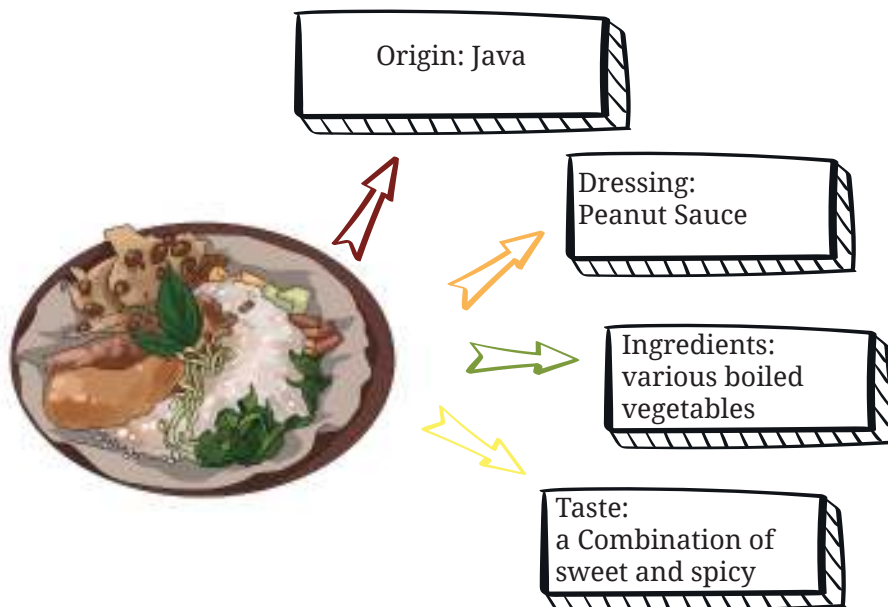 Origin: Java
Dressing:
Peanut Sauce
Ingredients:
various boiled
vegetables
Taste:
a Combination of
sweet and spicy